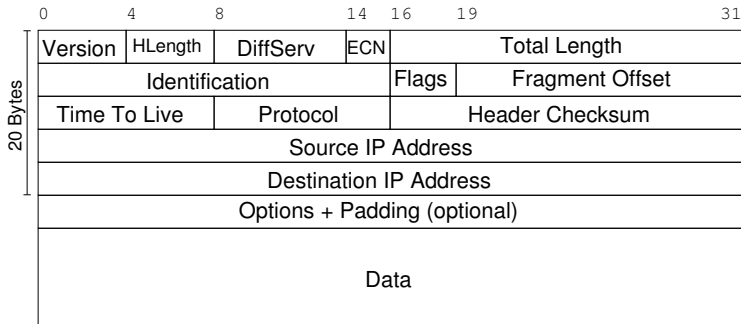 0 4 8 14 16 19 31
Version HLength DiffServ ECN Total Length
Identification Flags Fragment Offset
Time To Live Protocol Header Checksum
Source IP Address
Destination IP Address
Options + Padding (optional)
Data
20 Bytes